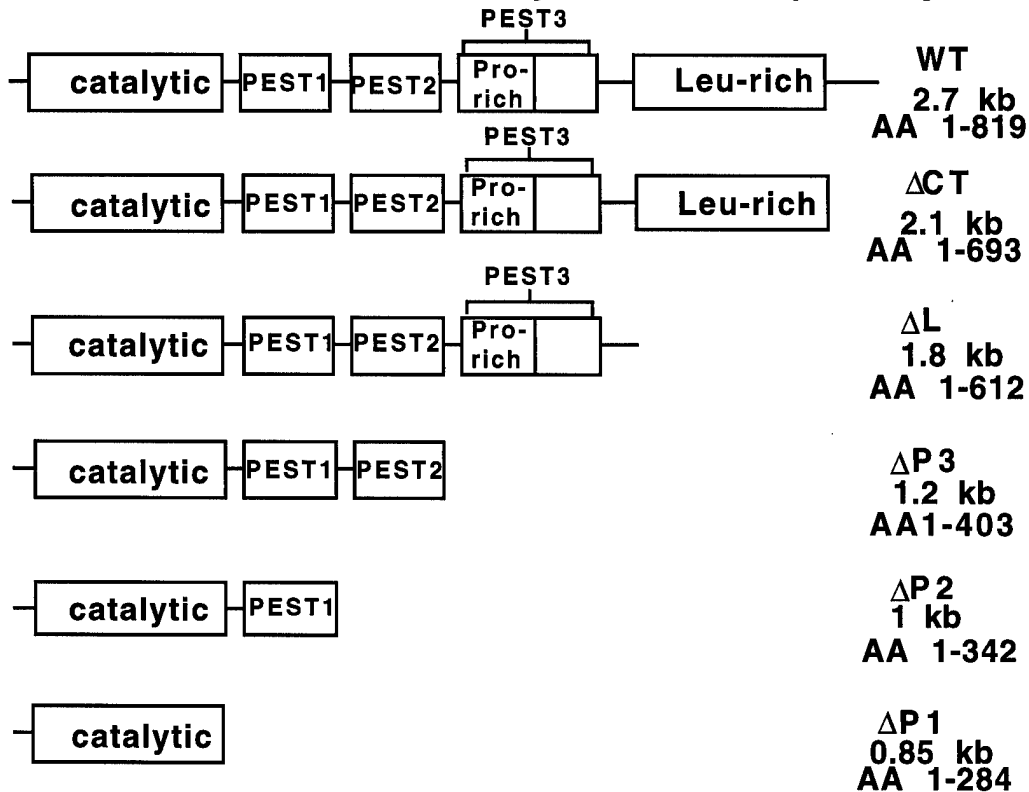 PEST3
catalytic PEST1 PEST2 Pro-rich Leu-rich
WT
2.7 kb
AA 1-819
PEST3
catalytic PEST1 PEST2 Pro-rich Leu-rich
ΔCT
2.1 kb
AA 1-693
PEST3
catalytic PEST1 PEST2 Pro-rich
ΔL
1.8 kb
AA 1-612
catalytic PEST1 PEST2
ΔP3
1.2 kb
AA1-403
catalytic PEST1
ΔP2
1 kb
AA 1-342
catalytic
ΔP1
0.85 kb
AA 1-284